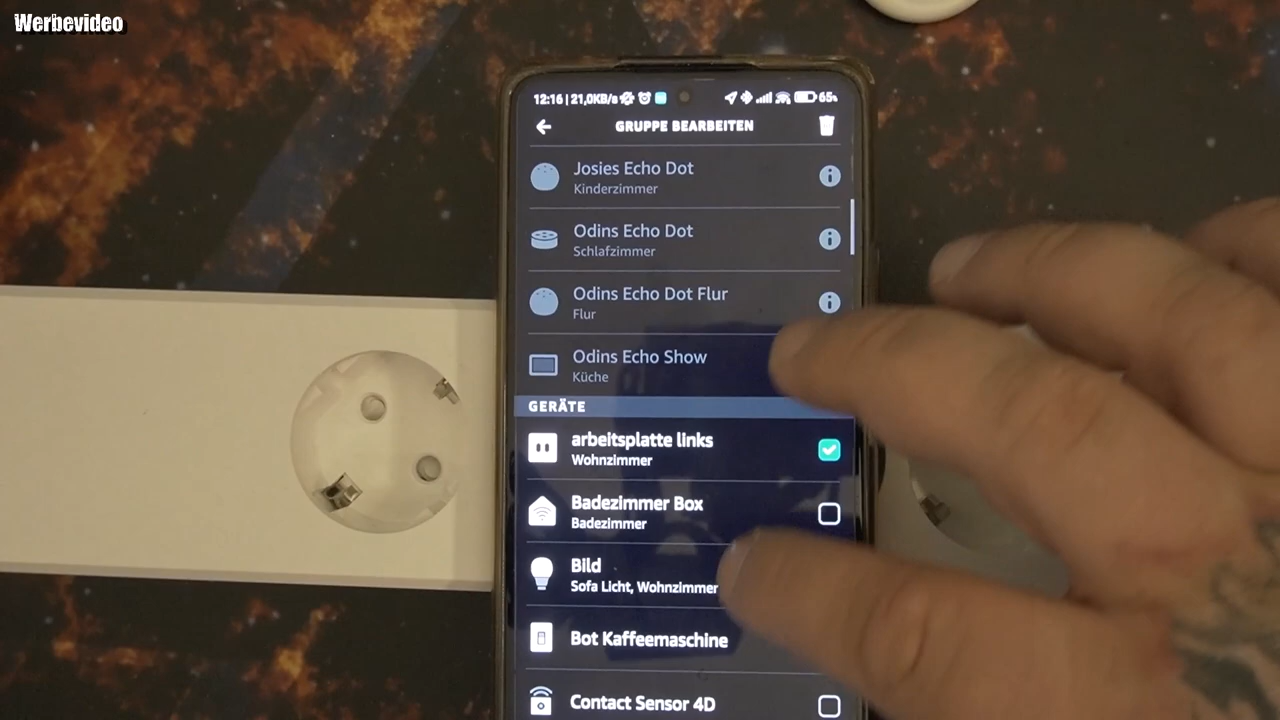 Werbevideo
12:16 | 21,0KB/s 65%
GRUPPE BEARBEITEN
Josies Echo Dot
Kinderzimmer
Odins Echo Dot
Schlafzimmer
Odins Echo Dot Flur
Flur
Odins Echo Show
Küche
GERÄTE
arbeitsplatte links
Wohnzimmer
Badezimmer Box
Badezimmer
Bild
Sofa Licht, Wohnzimmer
Bot Kaffeemaschine
Contact Sensor 4D